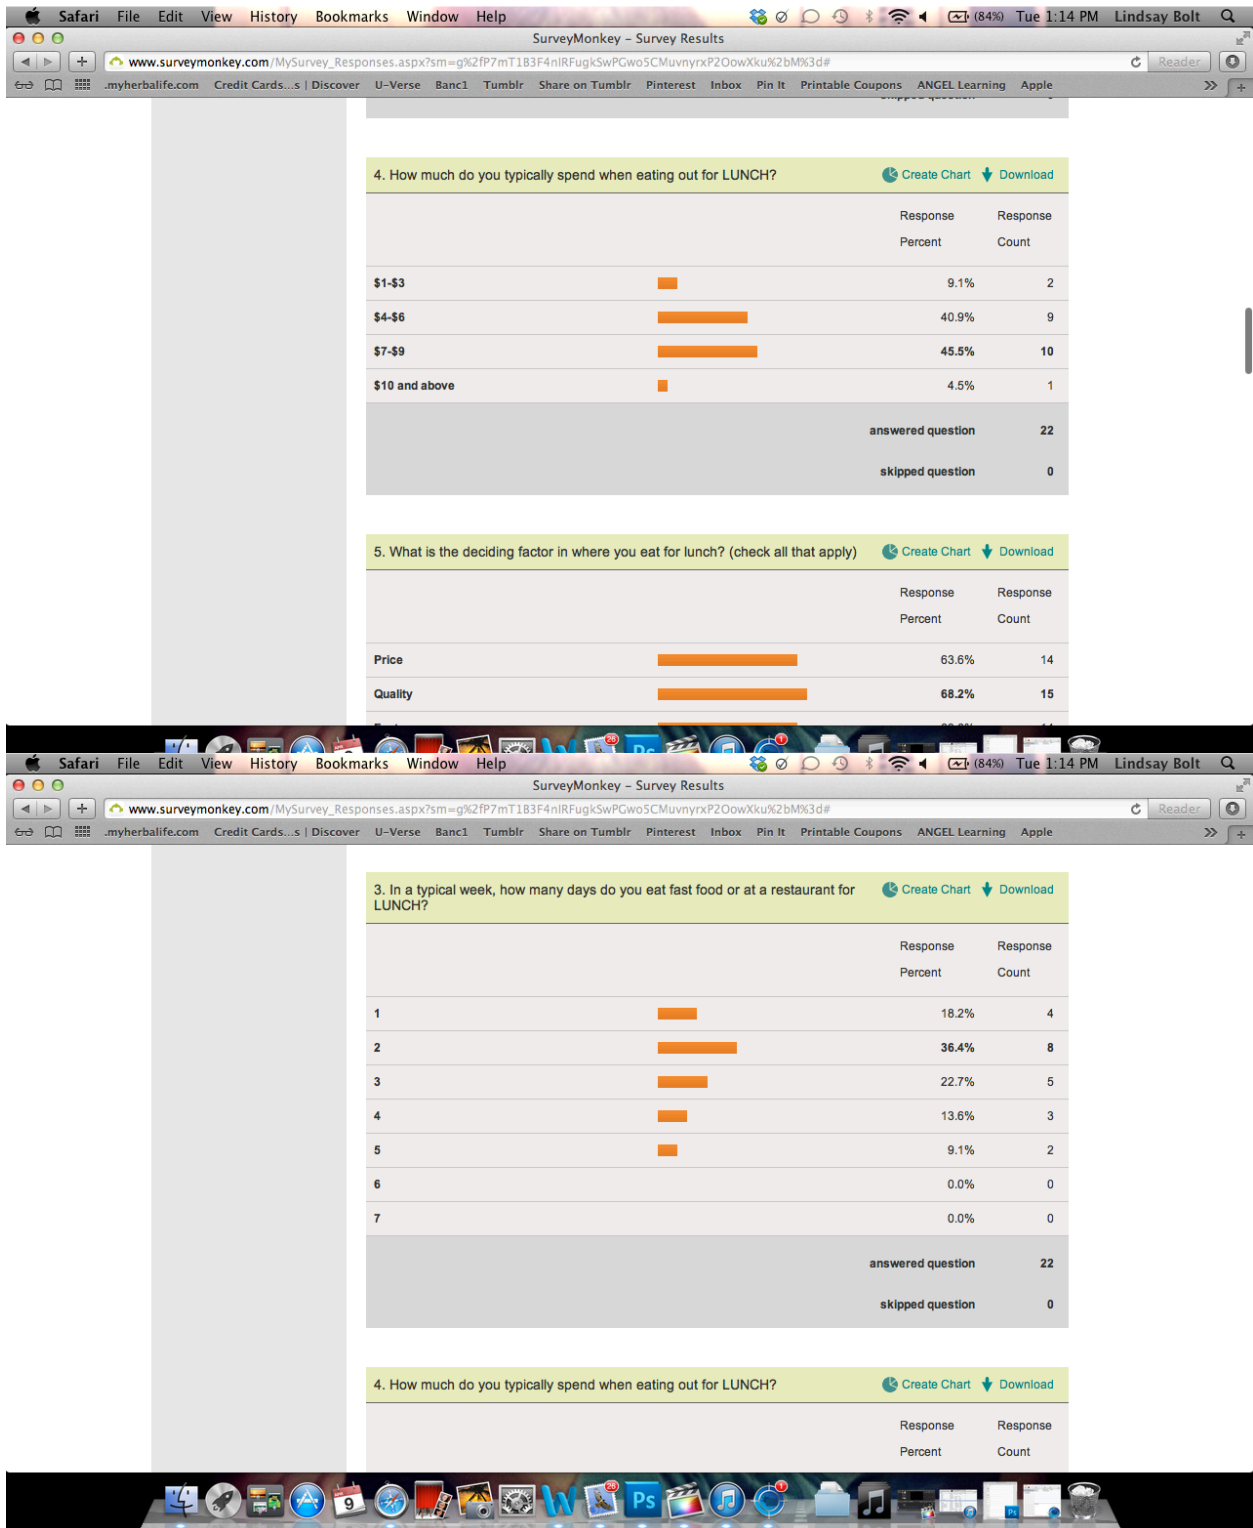 Safari File Edit View History Bookmarks Window Help (84%) Tue 1:14 PM Lindsay Bolt
SurveyMonkey – Survey Results
www.surveymonkey.com/MySurvey_Responses.aspx?sm=g%2fP7mT1B3F4nIRFugkSwPGwo5CMuvnyrxP2OowXku%2bM%3d# Reader
.myherbalife.com Credit Cards...s | Discover U-Verse Banc1 Tumblr Share on Tumblr Pinterest Inbox Pin It Printable Coupons ANGEL Learning Apple
4. How much do you typically spend when eating out for LUNCH? Create Chart Download
Response Response
Percent Count
$1-$3 9.1% 2
$4-$6 40.9% 9
$7-$9 45.5% 10
$10 and above 4.5% 1
answered question 22
skipped question 0
5. What is the deciding factor in where you eat for lunch? (check all that apply) Create Chart Download
Response Response
Percent Count
Price 63.6% 14
Quality 68.2% 15
Safari File Edit View History Bookmarks Window Help (84%) Tue 1:14 PM Lindsay Bolt
SurveyMonkey – Survey Results
www.surveymonkey.com/MySurvey_Responses.aspx?sm=g%2fP7mT1B3F4nIRFugkSwPGwo5CMuvnyrxP2OowXku%2bM%3d# Reader
.myherbalife.com Credit Cards...s | Discover U-Verse Banc1 Tumblr Share on Tumblr Pinterest Inbox Pin It Printable Coupons ANGEL Learning Apple
3. In a typical week, how many days do you eat fast food or at a restaurant for Create Chart Download
LUNCH?
Response Response
Percent Count
1 18.2% 4
2 36.4% 8
3 22.7% 5
4 13.6% 3
5 9.1% 2
6 0.0% 0
7 0.0% 0
answered question 22
skipped question 0
4. How much do you typically spend when eating out for LUNCH? Create Chart Download
Response Response
Percent Count
9 26 Ps 1